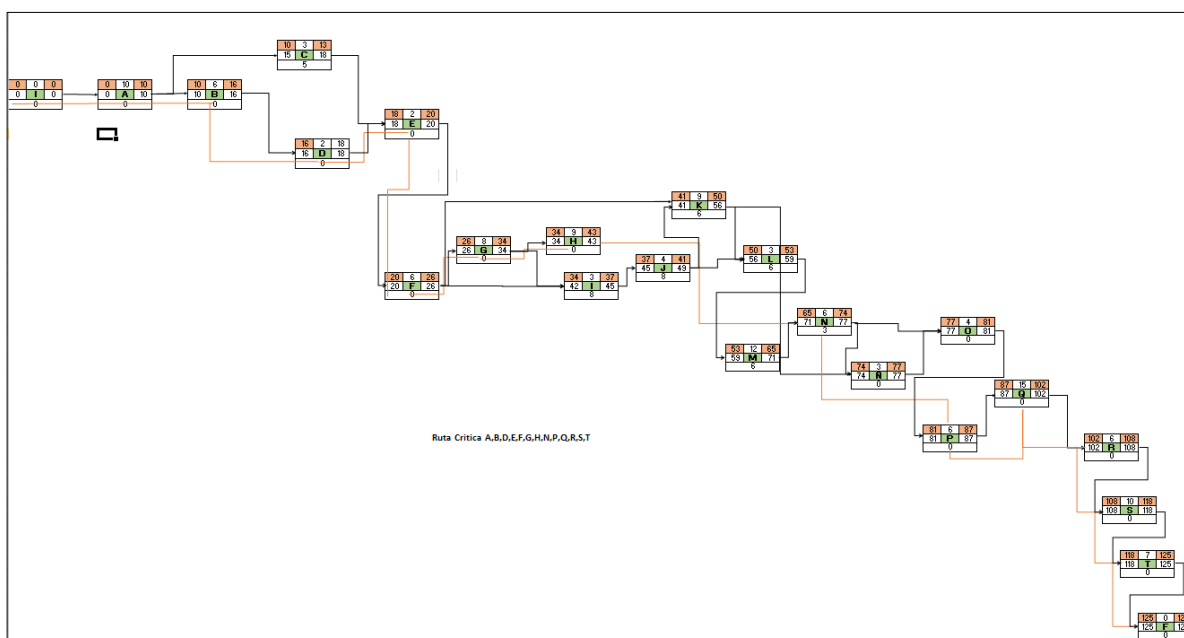 10 3 13
15 C 18
5
0 0 0
0 I 0
0
0 10 10
0 A 10
0
10 6 16
10 B 16
0
18 2 20
18 E 20
0
16 2 18
16 D 18
0
41 9 50
41 K 56
6
34 9 43
34 H 43
0
26 8 34
26 G 34
0
50 3 53
56 L 59
6
37 4 41
45 J 49
8
20 6 26
20 F 26
0
34 3 37
42 I 45
8
65 6 74
71 N 77
3
77 4 81
77 O 81
0
53 12 65
59 M 71
6
74 3 77
74 Ñ 77
0
87 15 102
87 Q 102
0
Ruta Critica A,B,D,E,F,G,H,N,P,Q,R,S,T
81 6 87
81 P 87
0
102 6 108
102 R 108
0
108 10 118
108 S 118
0
118 7 125
118 T 125
0
125 0
125 F
0